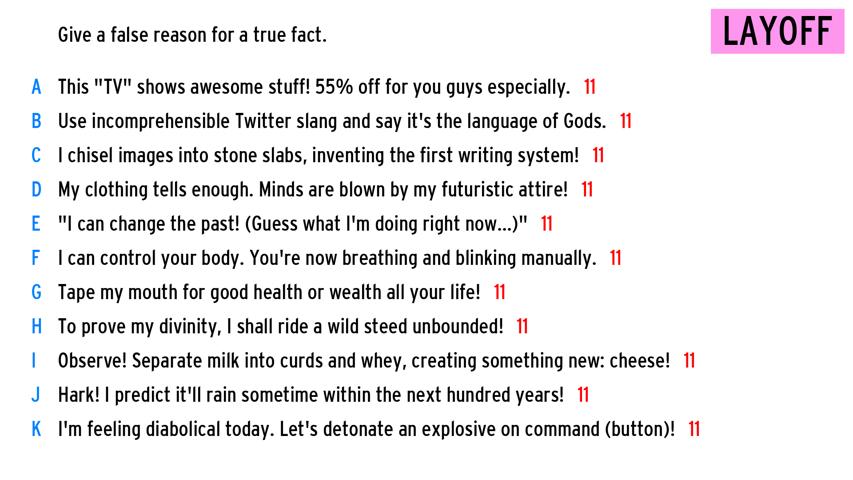 Give a false reason for a true fact.
LAYOFF
A This "TV" shows awesome stuff! 55% off for you guys especially. 11
B Use incomprehensible Twitter slang and say it's the language of Gods. 11
C I chisel images into stone slabs, inventing the first writing system! 11
D My clothing tells enough. Minds are blown by my futuristic attire! 11
E "I can change the past! (Guess what I'm doing right now...)" 11
F I can control your body. You're now breathing and blinking manually. 11
G Tape my mouth for good health or wealth all your life! 11
H To prove my divinity, I shall ride a wild steed unbounded! 11
I Observe! Separate milk into curds and whey, creating something new: cheese! 11
J Hark! I predict it'll rain sometime within the next hundred years! 11
K I'm feeling diabolical today. Let's detonate an explosive on command (button)! 11